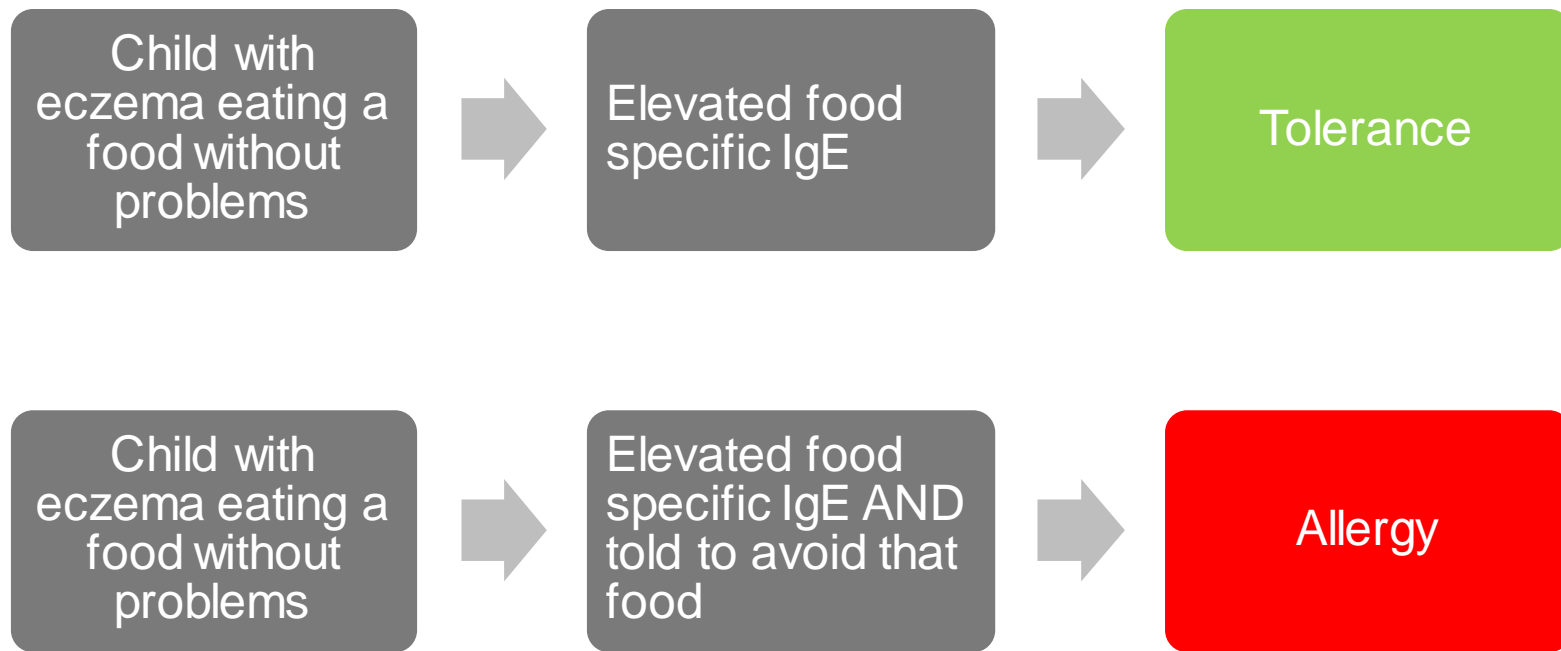 Child with
eczema eating a
food without
problems
Elevated food
specific IgE
Tolerance
Child with
eczema eating a
food without
problems
Elevated food
specific IgE AND
told to avoid that
food
Allergy